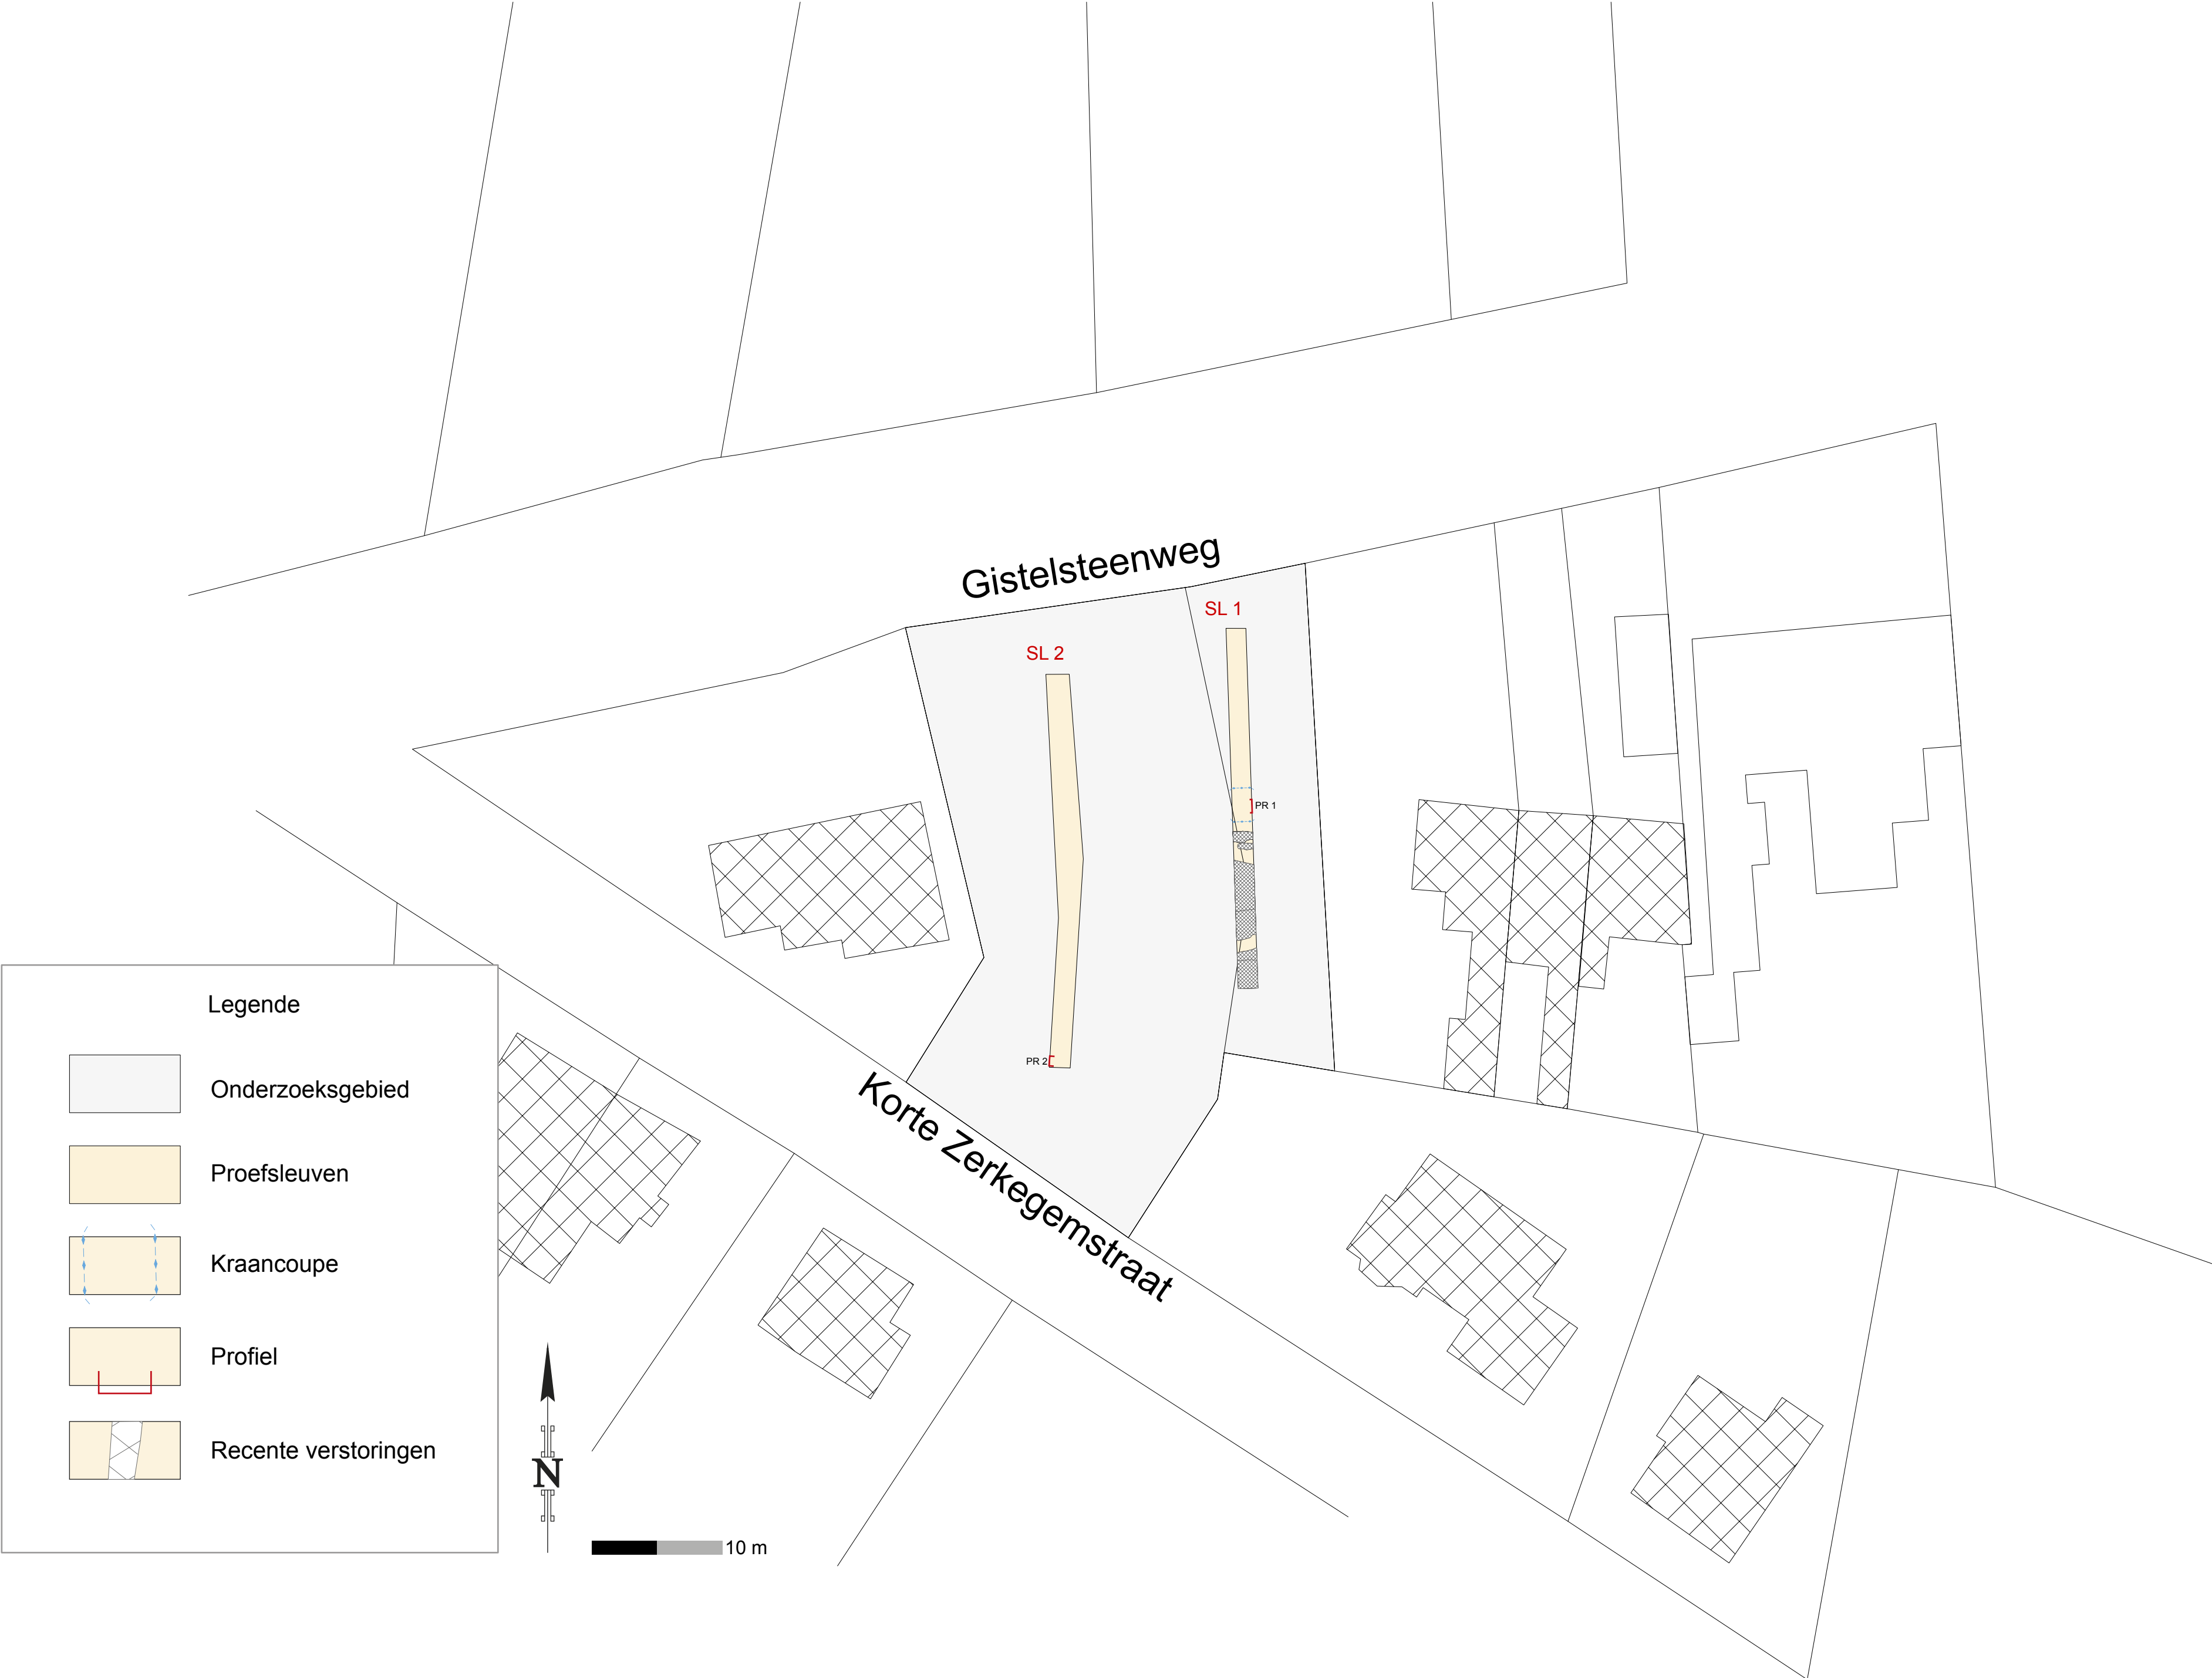 Gistelsteenweg
SL 1
SL 2
PR 1
PR 2
Korte Zerkegemstraat
Legende
Onderzoeksgebied
Proefsleuven
Kraancoupe
Profiel
Recente verstoringen
N
10 m